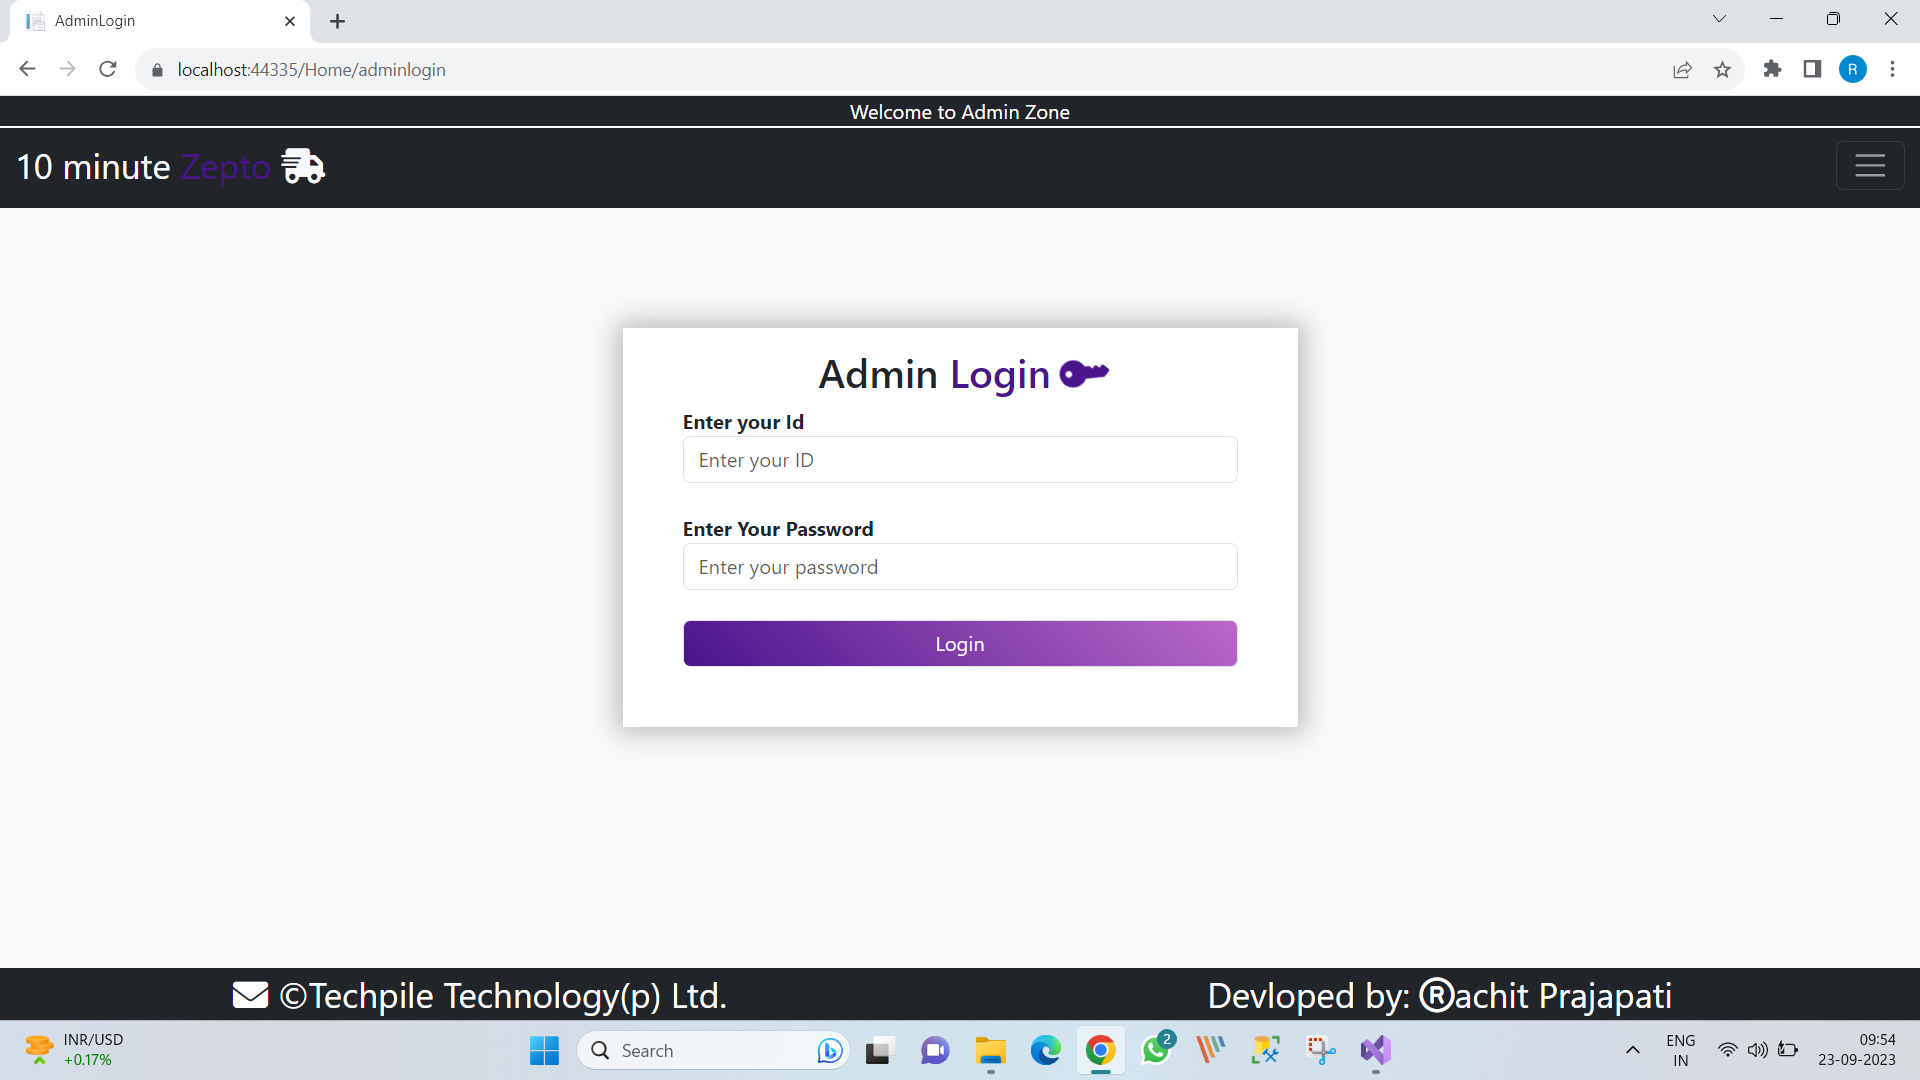 AdminLogin
localhost:44335/Home/adminlogin
R
Welcome to Admin Zone
10 minute Zepto
Admin Login
Enter your Id
Enter your ID
Enter Your Password
Enter your password
Login
©Techpile Technology(p) Ltd.
Devloped by: ®achit Prajapati
INR/USD
+0.17%
Search
2
ENG
IN
09:54
23-09-2023